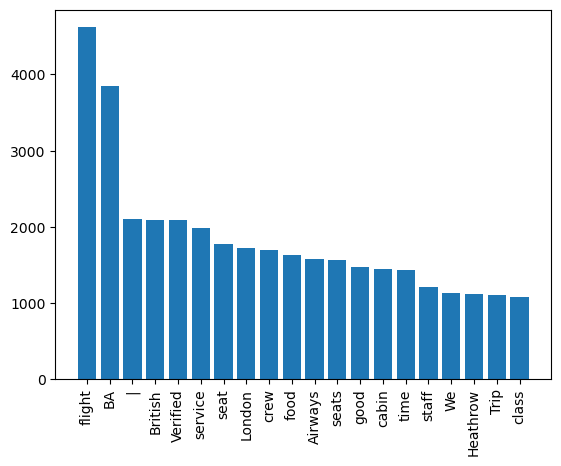 4000
3000
2000
1000
0
flight
BA
|
British
Verified
service
seat
London
crew
food
Airways
seats
good
cabin
time
staff
We
Heathrow
Trip
class